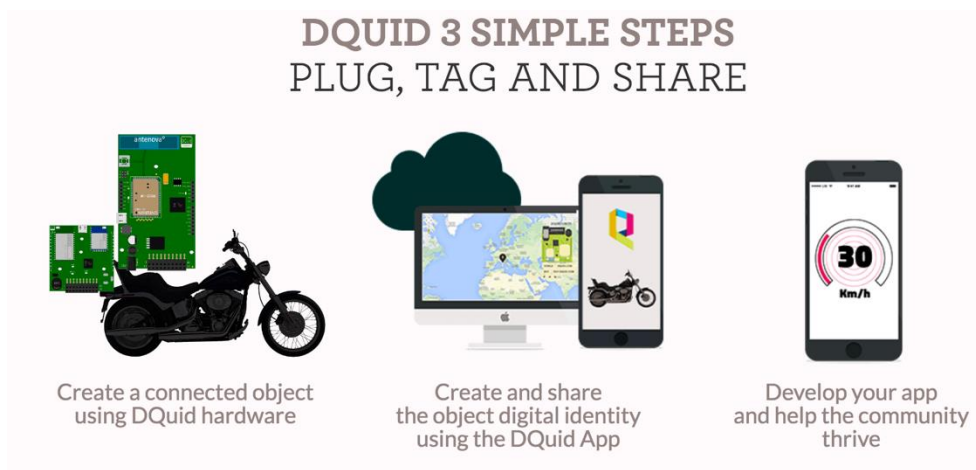 DQUID 3 SIMPLE STEPS
PLUG, TAG AND SHARE
antenova
30
Km/h
Create a connected object
using DQuid hardware
Create and share
the object digital identity
using the DQuid App
Develop your app
and help the community
thrive